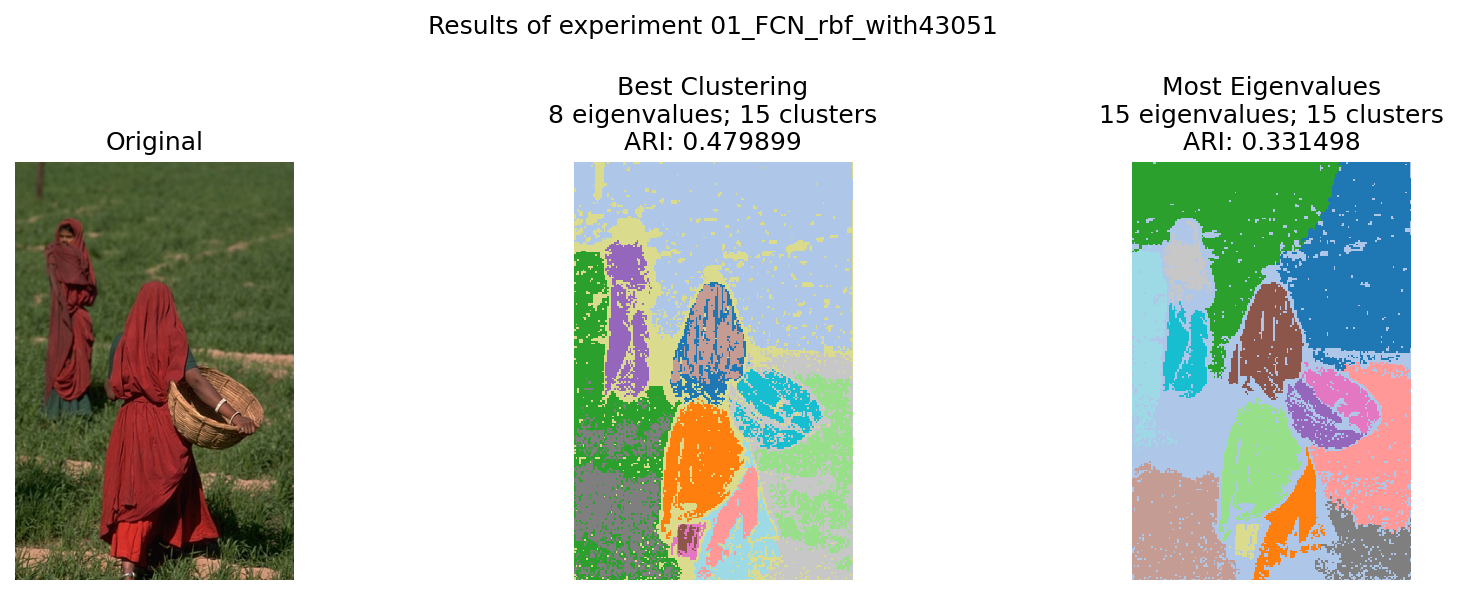 Results of experiment 01_FCN_rbf_with43051
Original
Best Clustering
8 eigenvalues; 15 clusters
ARI: 0.479899
Most Eigenvalues
15 eigenvalues; 15 clusters
ARI: 0.331498